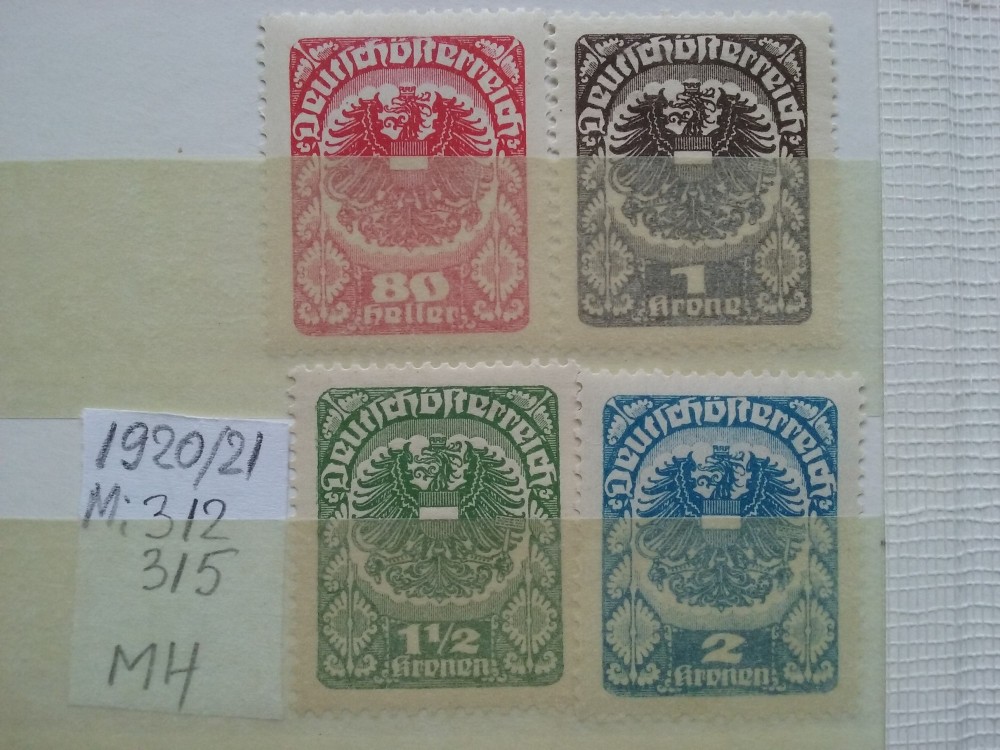 Deutschösterreich
80
Heller
Deutschösterreich
1
Krone
Deutschösterreich
1 1/2
Kronen
Deutschösterreich
2
Kronen
1920/21
Mi 312
315
MH